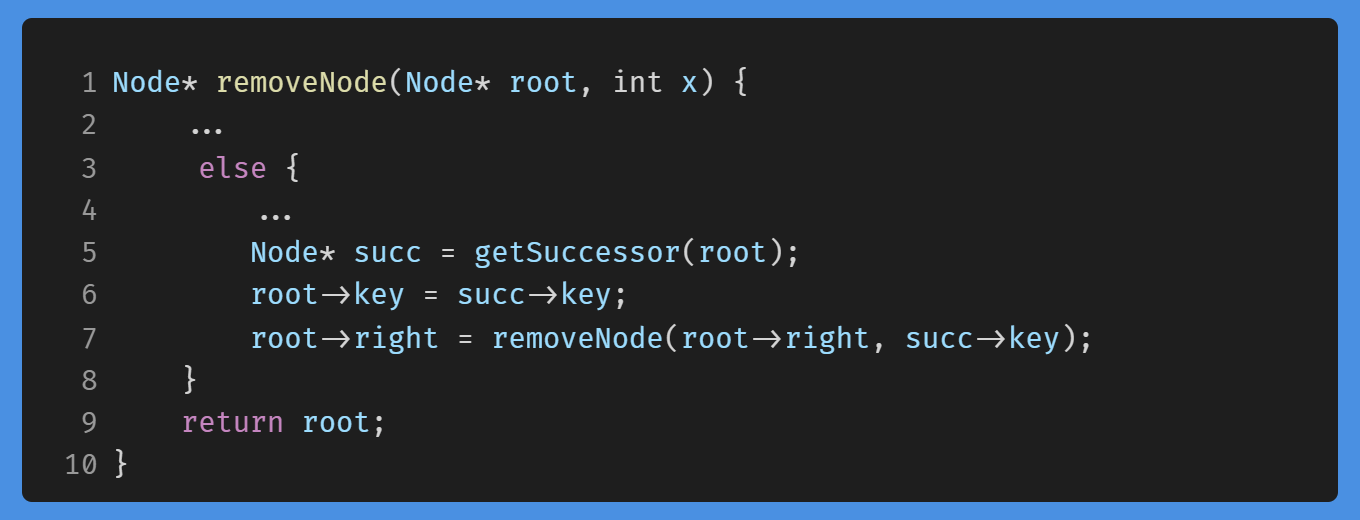 1 Node* removeNode(Node* root, int x) {
2     ...
3     else {
4         ...
5         Node* succ = getSuccessor(root);
6         root->key = succ->key;
7         root->right = removeNode(root->right, succ->key);
8     }
9     return root;
10 }